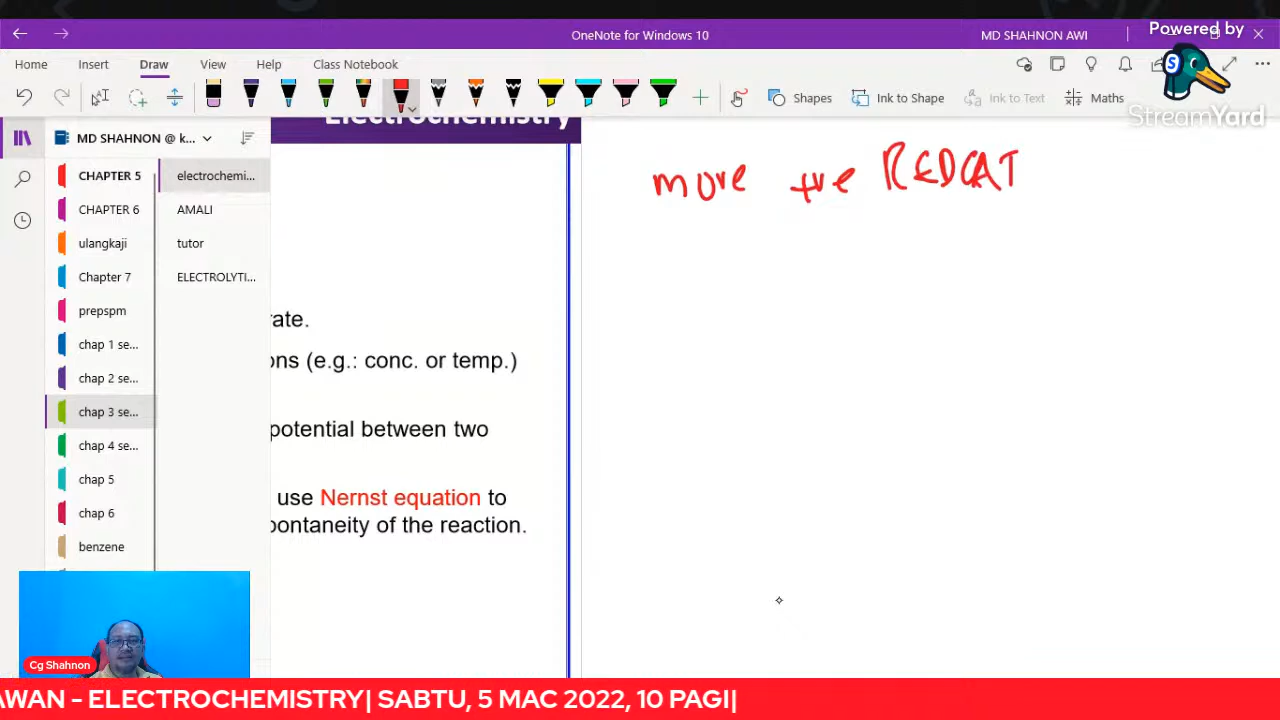 OneNote for Windows 10
MD SHAHNON AWI
Powered by
StreamYard
Home Insert Draw View Help Class Notebook
Shapes Ink to Shape Ink to Text Maths
MD SHAHNON @ k...
CHAPTER 5
CHAPTER 6
ulangkaji
Chapter 7
prepspm
chap 1 se...
chap 2 se...
chap 3 se...
chap 4 se...
chap 5
chap 6
benzene
electrochemi...
AMALI
tutor
ELECTROLYTI...
Electrochemistry
rate.
ons (e.g.: conc. or temp.)
potential between two
use Nernst equation to
pontaneity of the reaction.
more +ve REDCAT
S
Cg Shahnon
AWAN - ELECTROCHEMISTRY| SABTU, 5 MAC 2022, 10 PAGI|